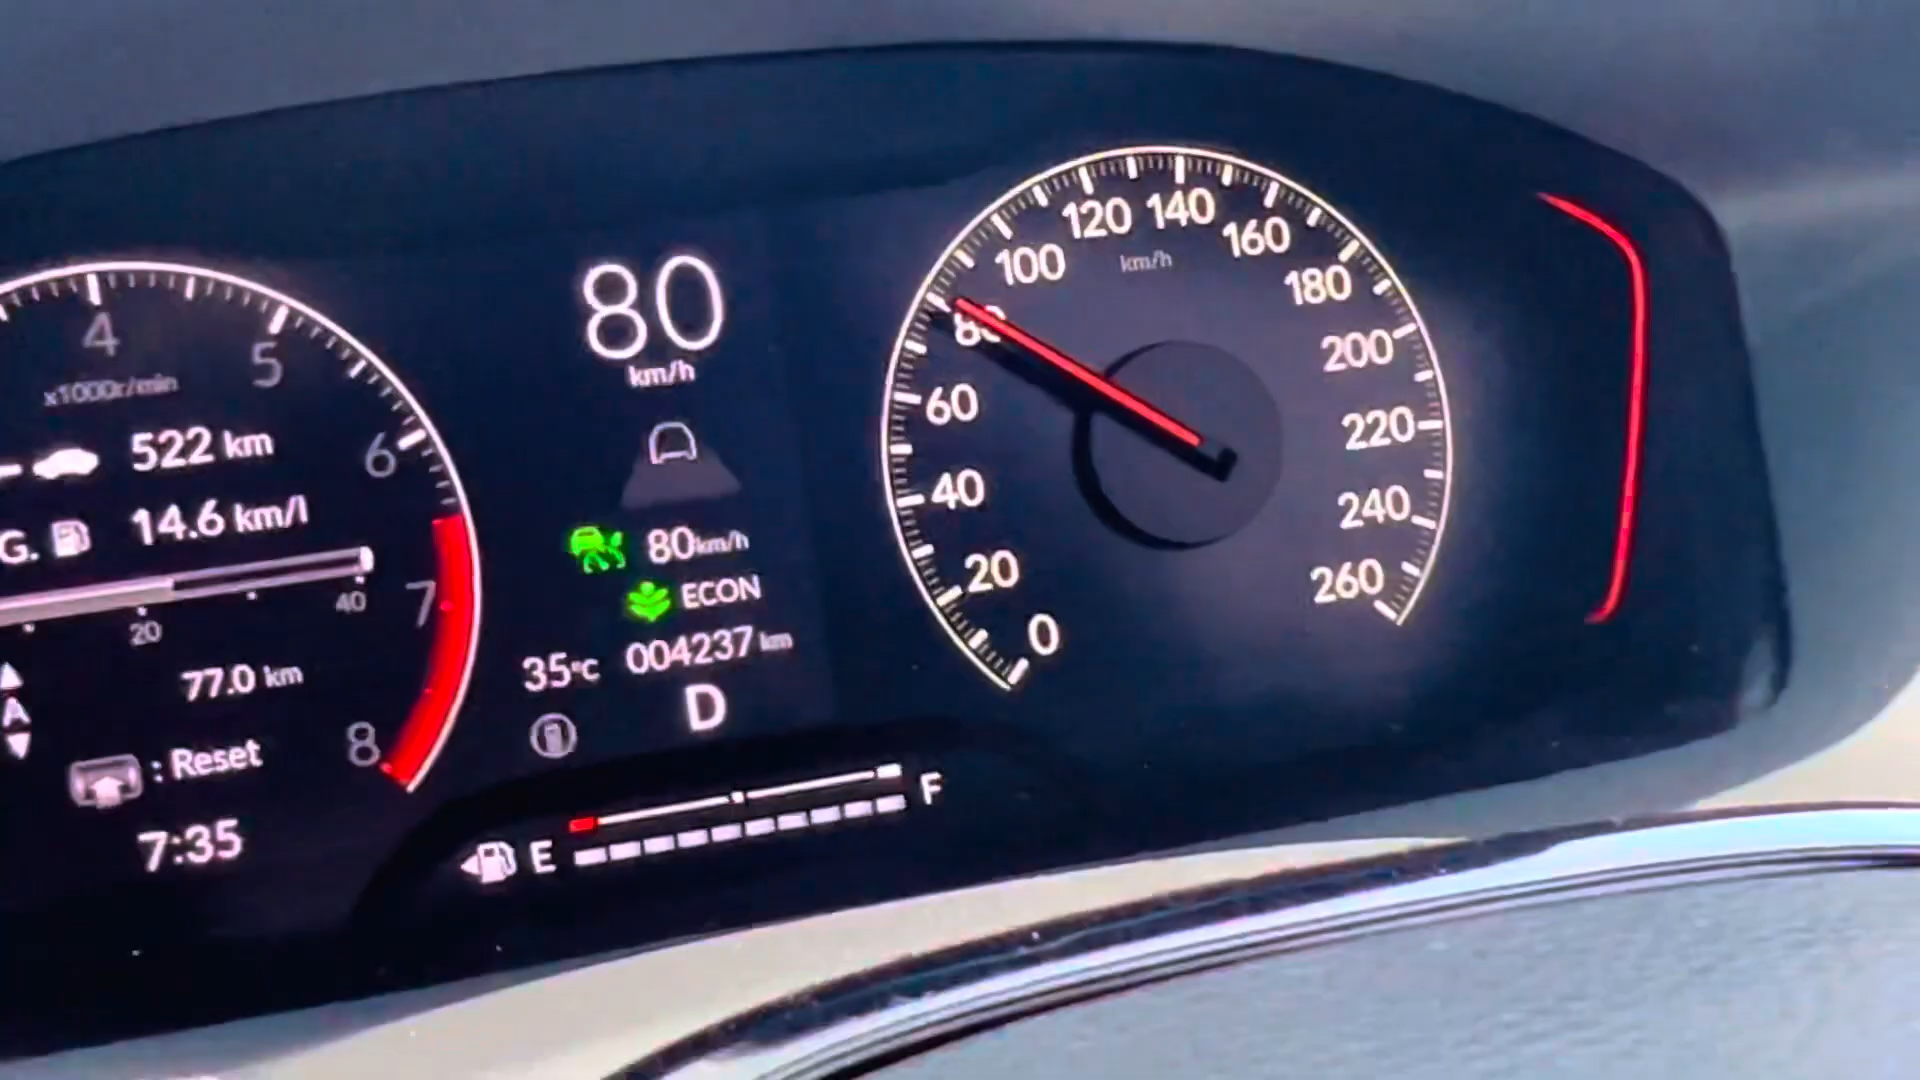 4
5
6
7
8
x1000r/min
522 km
G. 14.6 km/l
20
40
77.0 km
A
: Reset
7:35
80
km/h
80km/h
ECON
35°C 004237 km
D
E
F
0
20
40
60
80
100
120
140
160
180
200
220
240
260
km/h